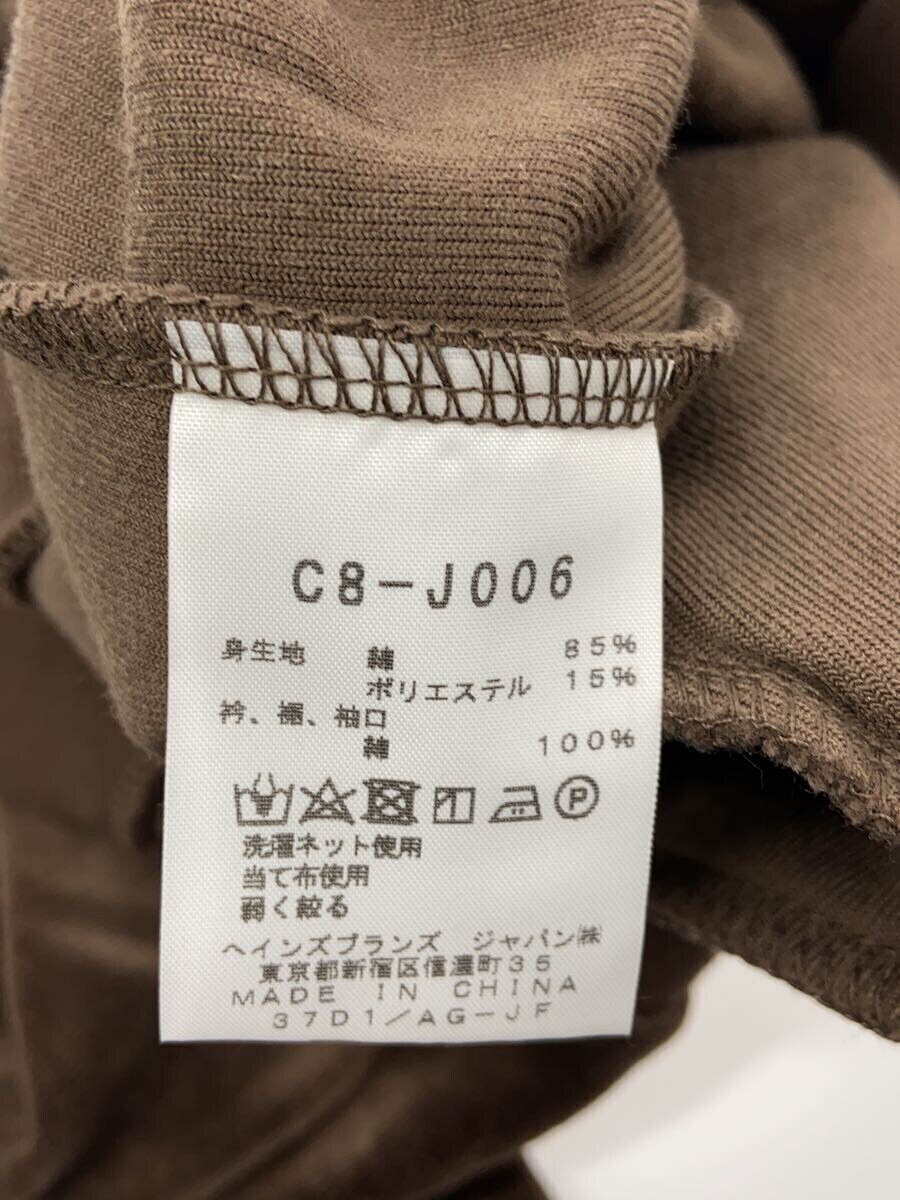 C8-J006
身生地 綿 85%
ポリエステル 15%
衿、裾、袖口
綿 100%
P
洗濯ネット使用
当て布使用
弱く絞る
ヘインズブランズ ジャパン㈱
東京都新宿区信濃町35
MADE IN CHINA
37D1/AG-JF